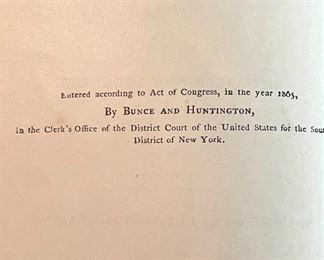 Entered according to Act of Congress, in the year 1865,
By Bunce and Huntington,
in the Clerk's Office of the District Court of the United States for the Sou
District of New York.